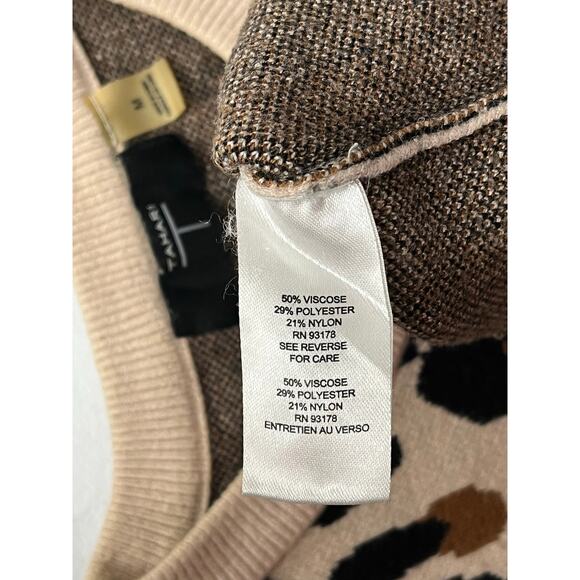 M
TAHARI
50% VISCOSE
29% POLYESTER
21% NYLON
RN 93178
SEE REVERSE
FOR CARE
50% VISCOSE
29% POLYESTER
21% NYLON
RN 93178
ENTRETIEN AU VERSO